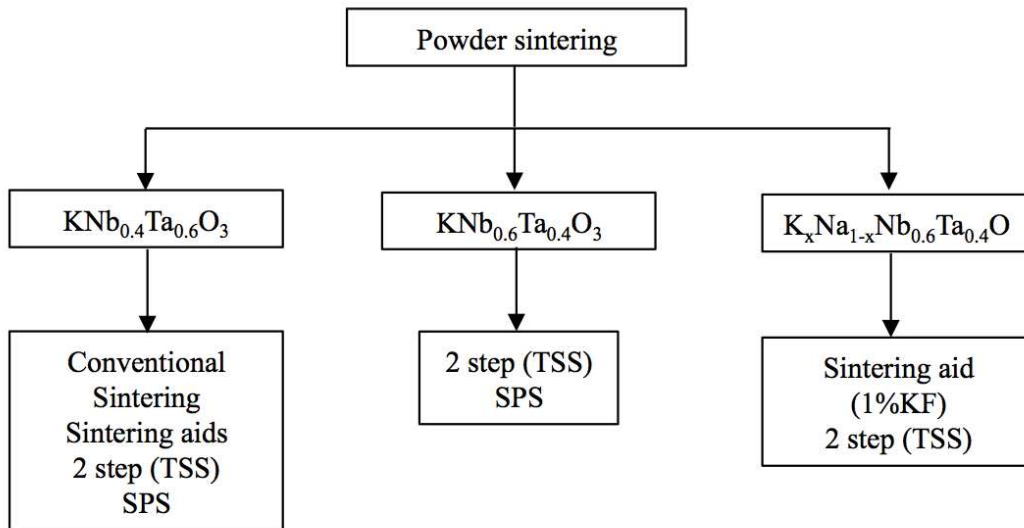 Powder sintering
KNb₀.₄Ta₀.₆O₃
KNb₀.₆Ta₀.₄O₃
KₓNa₁₋ₓNb₀.₆Ta₀.₄O
Conventional
Sintering
Sintering aids
2 step (TSS)
SPS
2 step (TSS)
SPS
Sintering aid
(1%KF)
2 step (TSS)